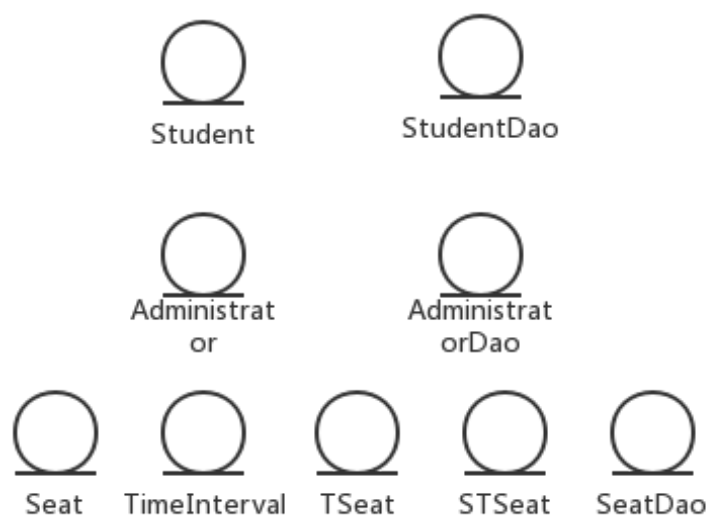 Student
StudentDao
Administrat
or
Administrat
orDao
Seat
TimeInterval
TSeat
STSeat
SeatDao